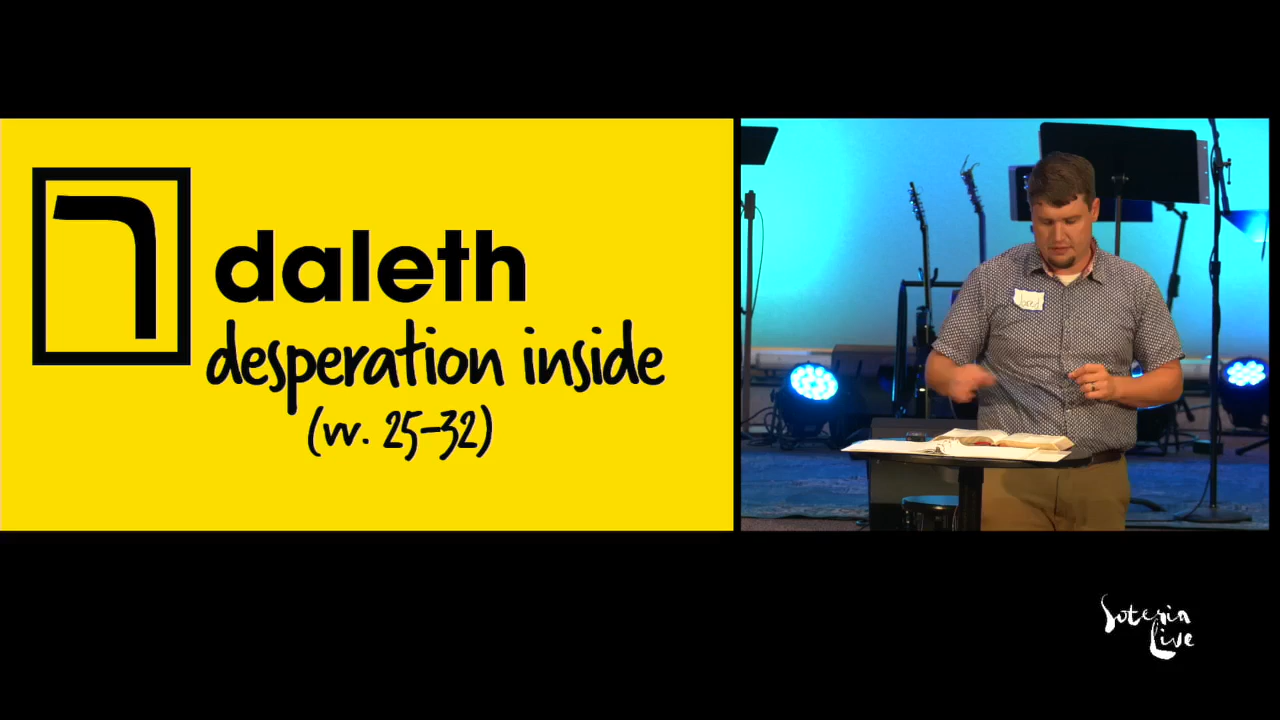 ר
daleth
desperation inside
(vv. 25-32)
Soteria
Live